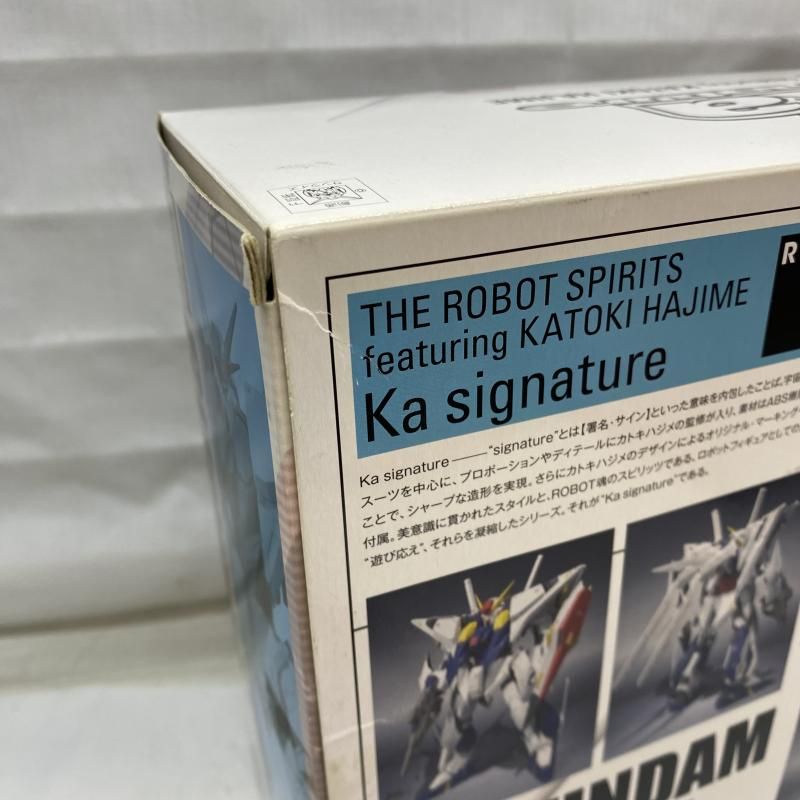 THE ROBOT SPIRITS
featuring KATOKI HAJIME
Ka signature
R
Ka signature——“signature”とは【署名・サイン】といった意味を内包したことば。宇宙
スーツを中心に、プロポーションやディテールにカトキハジメの監修が入り、素材はABS樹
ことで、シャープな造形を実現。さらにカトキハジメのデザインによるオリジナル・マーキング
付属。美意識に貫かれたスタイルと、ROBOT魂のスピリッツである、ロボットフィギュアとしての
“遊び応え”、それらを凝縮したシリーズ。それが“Ka signature”である。
UNDAM